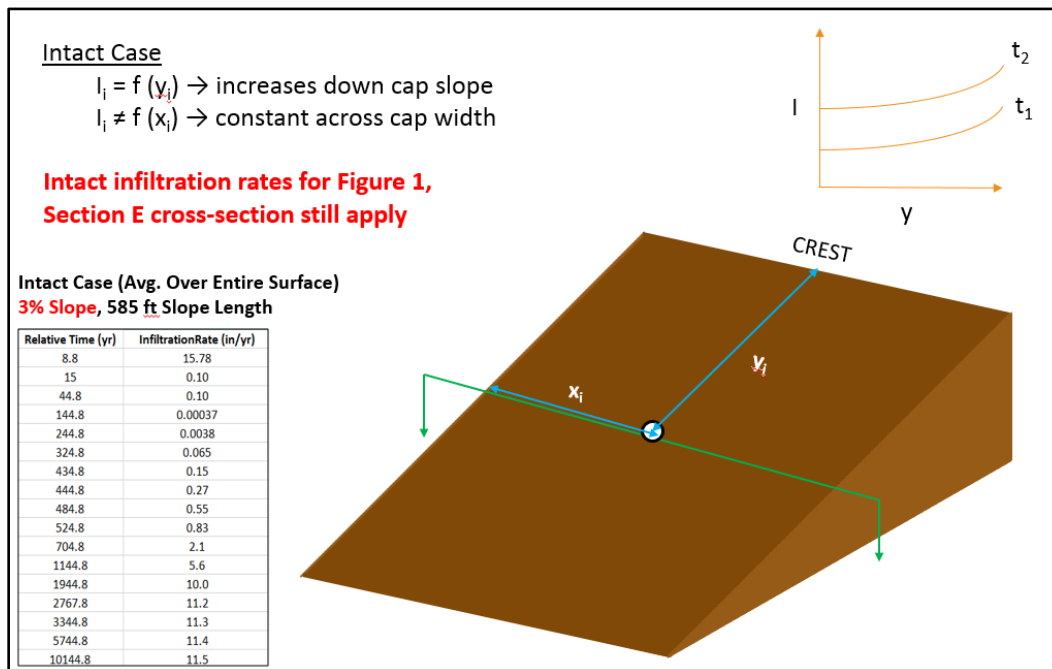 Intact Case
Iᵢ = f (yᵢ) → increases down cap slope
Iᵢ ≠ f (xᵢ) → constant across cap width
Intact infiltration rates for Figure 1,
Section E cross-section still apply
I
t₂
t₁
y
CREST
yᵢ
xᵢ
Intact Case (Avg. Over Entire Surface)
3% Slope, 585 ft Slope Length
Relative Time (yr) InfiltrationRate (in/yr)
8.8 15.78
15 0.10
44.8 0.10
144.8 0.00037
244.8 0.0038
324.8 0.065
434.8 0.15
444.8 0.27
484.8 0.55
524.8 0.83
704.8 2.1
1144.8 5.6
1944.8 10.0
2767.8 11.2
3344.8 11.3
5744.8 11.4
10144.8 11.5